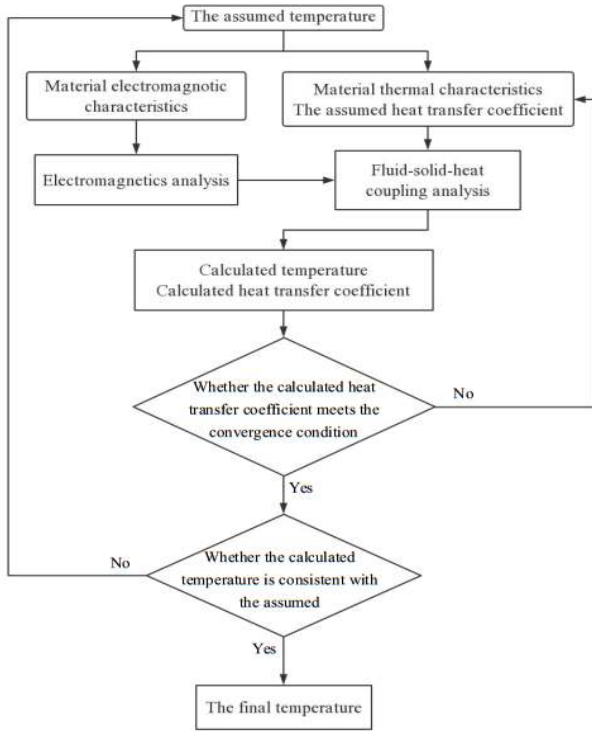 The assumed temperature
Material electromagnotic
characteristics
Material thermal characteristics
The assumed heat transfer coefficient
Electromagnetics analysis
Fluid-solid-heat
coupling analysis
Calculated temperature
Calculated heat transfer coefficient
Whether the calculated heat
transfer coefficient meets the
convergence condition
No
Yes
Whether the calculated
temperature is consistent with
the assumed
No
Yes
The final temperature